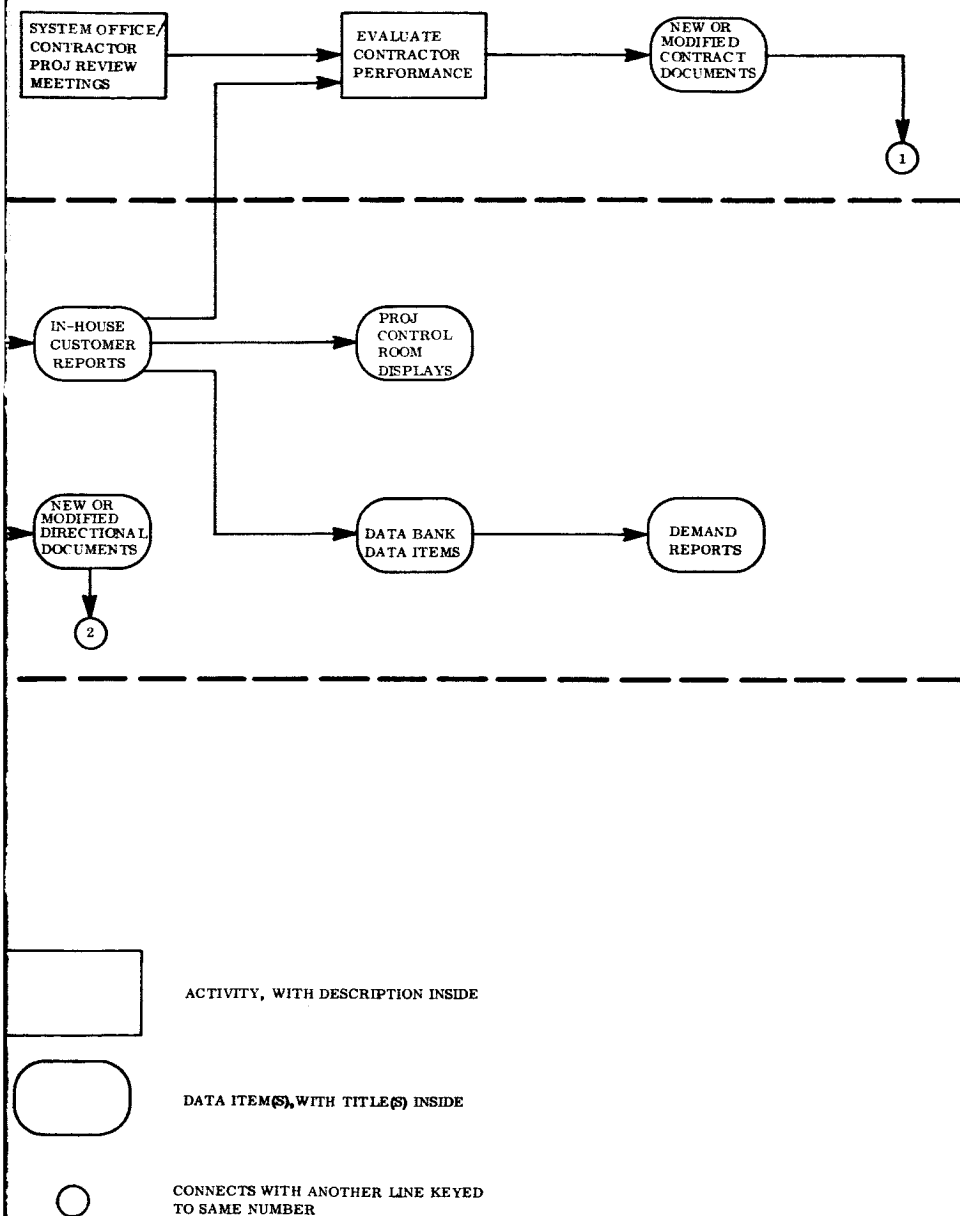 SYSTEM OFFICE/
CONTRACTOR
PROJ REVIEW
MEETINGS
EVALUATE
CONTRACTOR
PERFORMANCE
NEW OR
MODIFIED
CONTRACT
DOCUMENTS
1
IN-HOUSE
CUSTOMER
REPORTS
PROJ
CONTROL
ROOM
DISPLAYS
NEW OR
MODIFIED
DIRECTIONAL
DOCUMENTS
DATA BANK
DATA ITEMS
DEMAND
REPORTS
2
ACTIVITY, WITH DESCRIPTION INSIDE
DATA ITEM(S), WITH TITLE(S) INSIDE
CONNECTS WITH ANOTHER LINE KEYED
TO SAME NUMBER